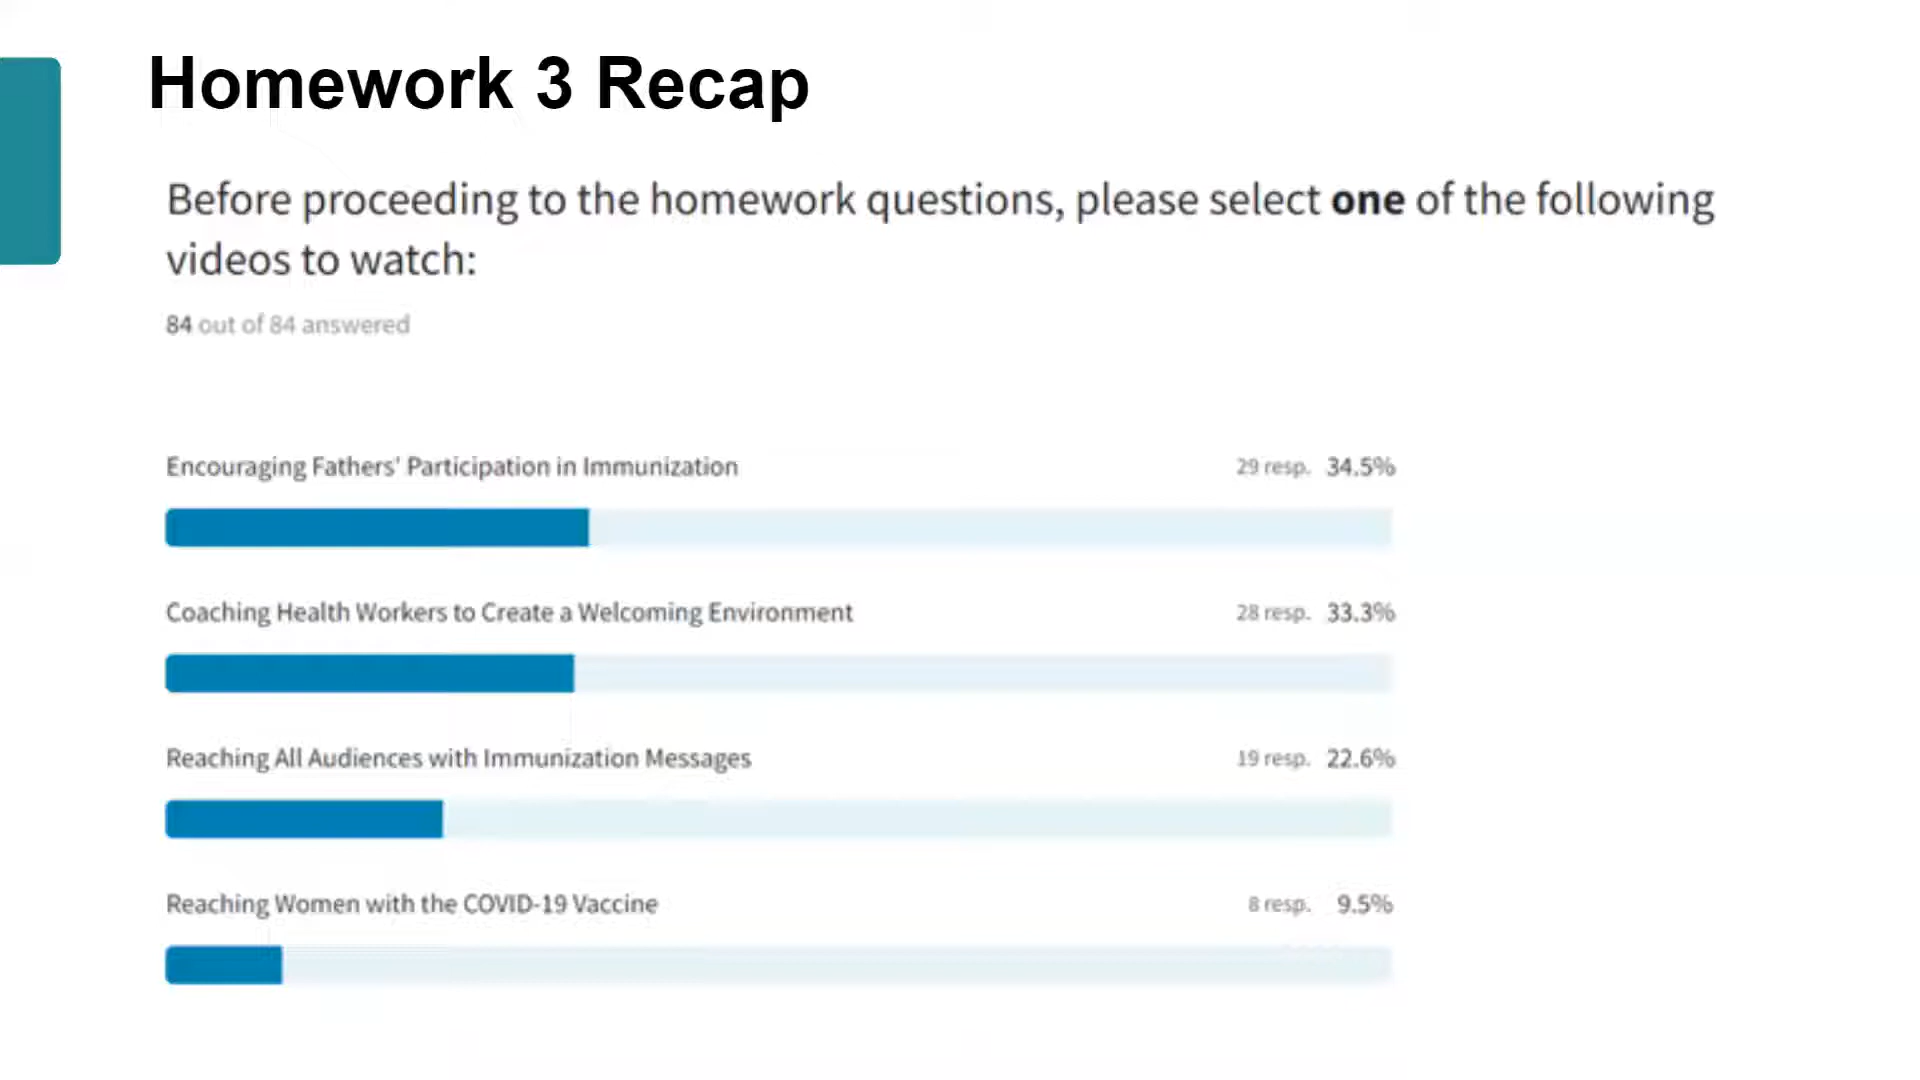 Homework 3 Recap
Before proceeding to the homework questions, please select one of the following
videos to watch:
84 out of 84 answered
Encouraging Fathers' Participation in Immunization 29 resp. 34.5%
Coaching Health Workers to Create a Welcoming Environment 28 resp. 33.3%
Reaching All Audiences with Immunization Messages 19 resp. 22.6%
Reaching Women with the COVID-19 Vaccine 8 resp. 9.5%